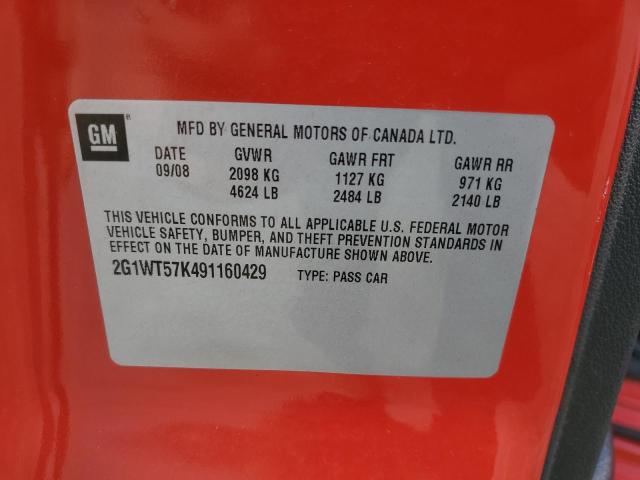 GM
®
MFD BY GENERAL MOTORS OF CANADA LTD.
DATE GVWR GAWR FRT GAWR RR
09/08 2098 KG 1127 KG 971 KG
4624 LB 2484 LB 2140 LB
THIS VEHICLE CONFORMS TO ALL APPLICABLE U.S. FEDERAL MOTOR
VEHICLE SAFETY, BUMPER, AND THEFT PREVENTION STANDARDS IN
EFFECT ON THE DATE OF MANUFACTURE SHOWN ABOVE.
2G1WT57K491160429 TYPE: PASS CAR